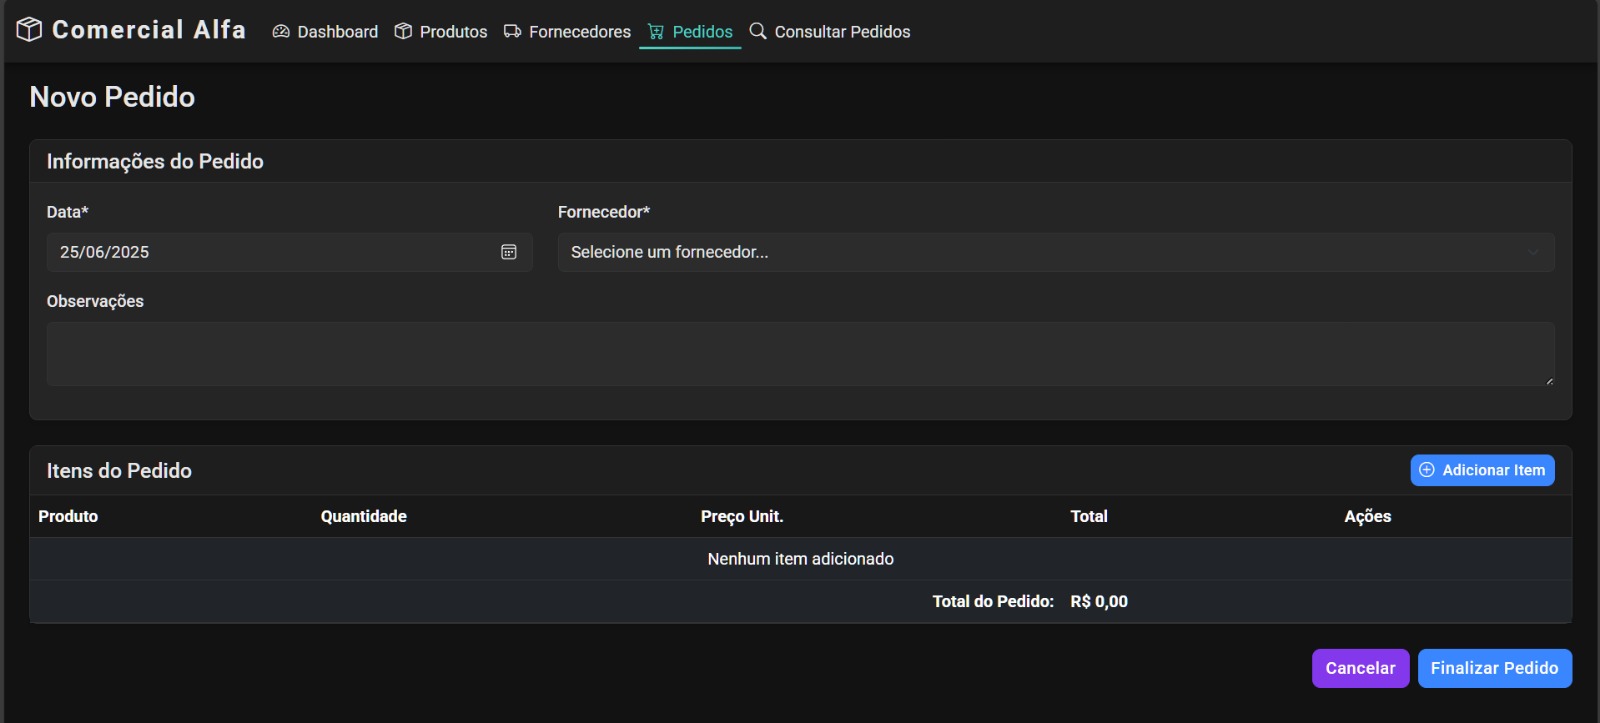 Comercial Alfa Dashboard Produtos Fornecedores Pedidos Consultar Pedidos
Novo Pedido
Informações do Pedido
Data* Fornecedor*
25/06/2025 Selecione um fornecedor...
Observações
Itens do Pedido Adicionar Item
Produto Quantidade Preço Unit. Total Ações
Nenhum item adicionado
Total do Pedido: R$ 0,00
Cancelar Finalizar Pedido